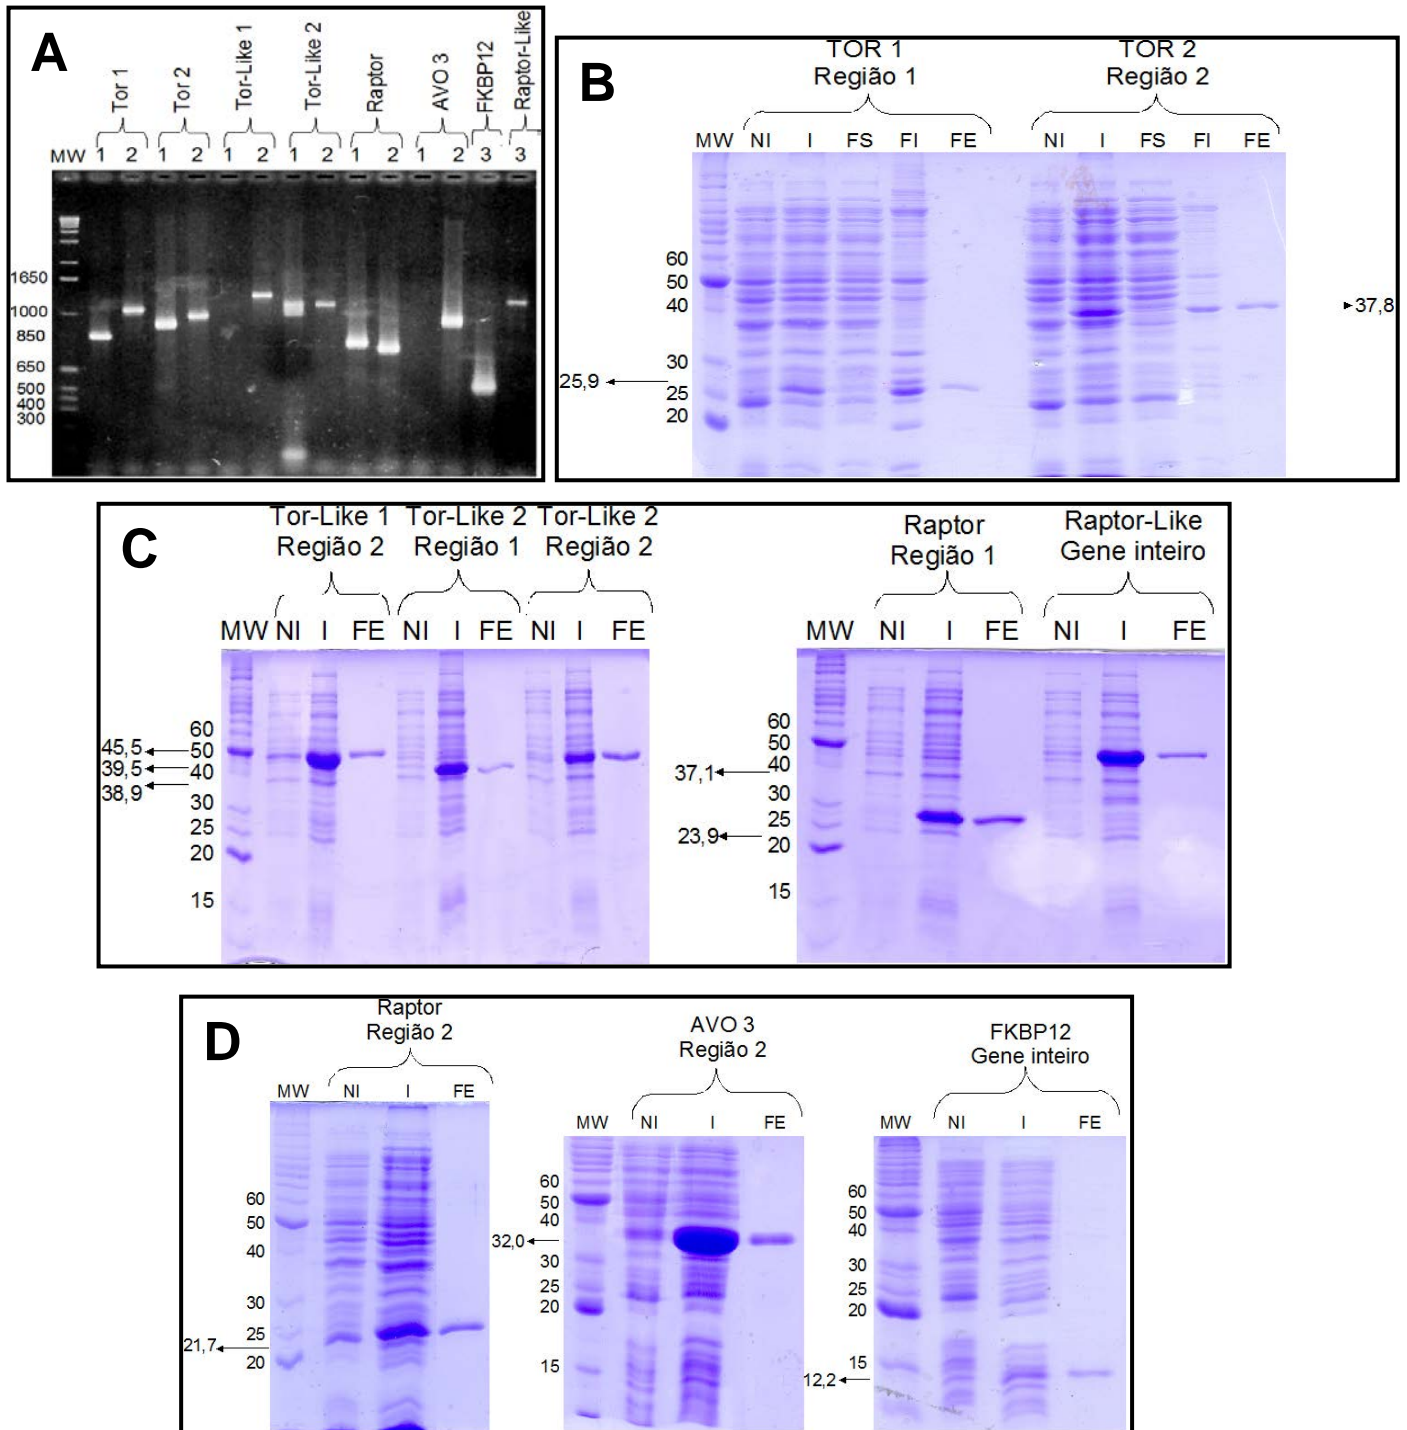 A
Tor 1
Tor 2
Tor-Like 1
Tor-Like 2
Raptor
AVO 3
FKBP12
Raptor-Like
MW 1 2 1 2 1 2 1 2 1 2 1 2 3 3
1650
1000
850
650
500
400
300
B
TOR 1
Região 1
TOR 2
Região 2
MW NI I FS FI FE NI I FS FI FE
60
50
40
30
25
20
25,9
37,8
C
Tor-Like 1
Região 2
Tor-Like 2
Região 1
Tor-Like 2
Região 2
MW NI I FE NI I FE NI I FE
60
50
40
30
25
20
15
45,5
39,5
38,9
Raptor
Região 1
Raptor-Like
Gene inteiro
MW NI I FE NI I FE
60
50
40
30
25
20
15
37,1
23,9
D
Raptor
Região 2
MW NI I FE
60
50
40
30
25
20
21,7
AVO 3
Região 2
MW NI I FE
60
50
40
30
25
20
15
32,0
FKBP12
Gene inteiro
MW NI I FE
60
50
40
30
25
20
15
12,2